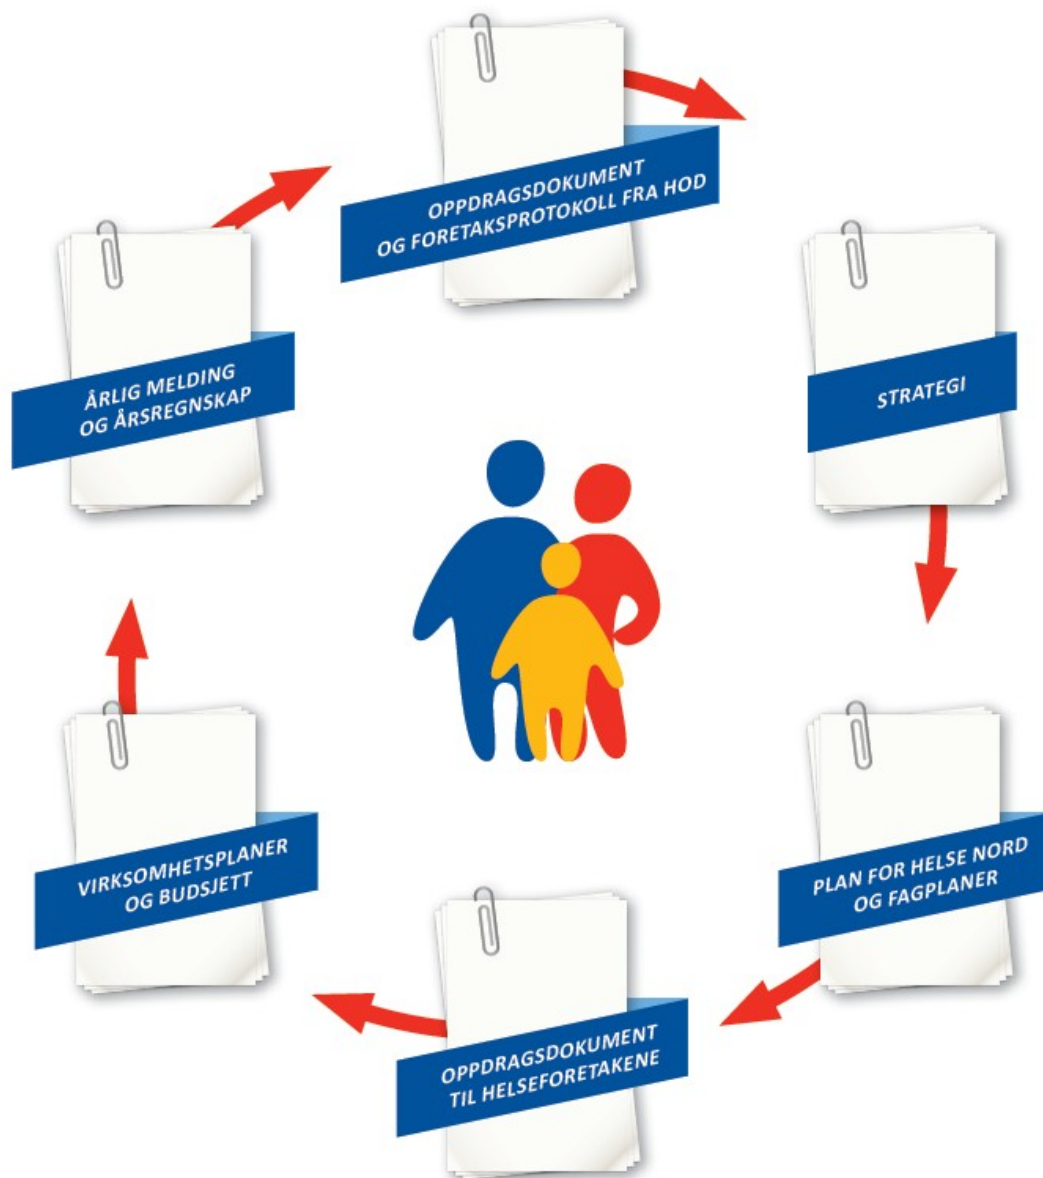 OPPDRAGSDOKUMENT
OG FORETAKSPROTOKOLL FRA HOD
STRATEGI
PLAN FOR HELSE NORD
OG FAGPLANER
OPPDRAGSDOKUMENT
TIL HELSEFORETAKENE
VIRKSOMHETSPLANER
OG BUDSJETT
ÅRLIG MELDING
OG ÅRSREGNSKAP